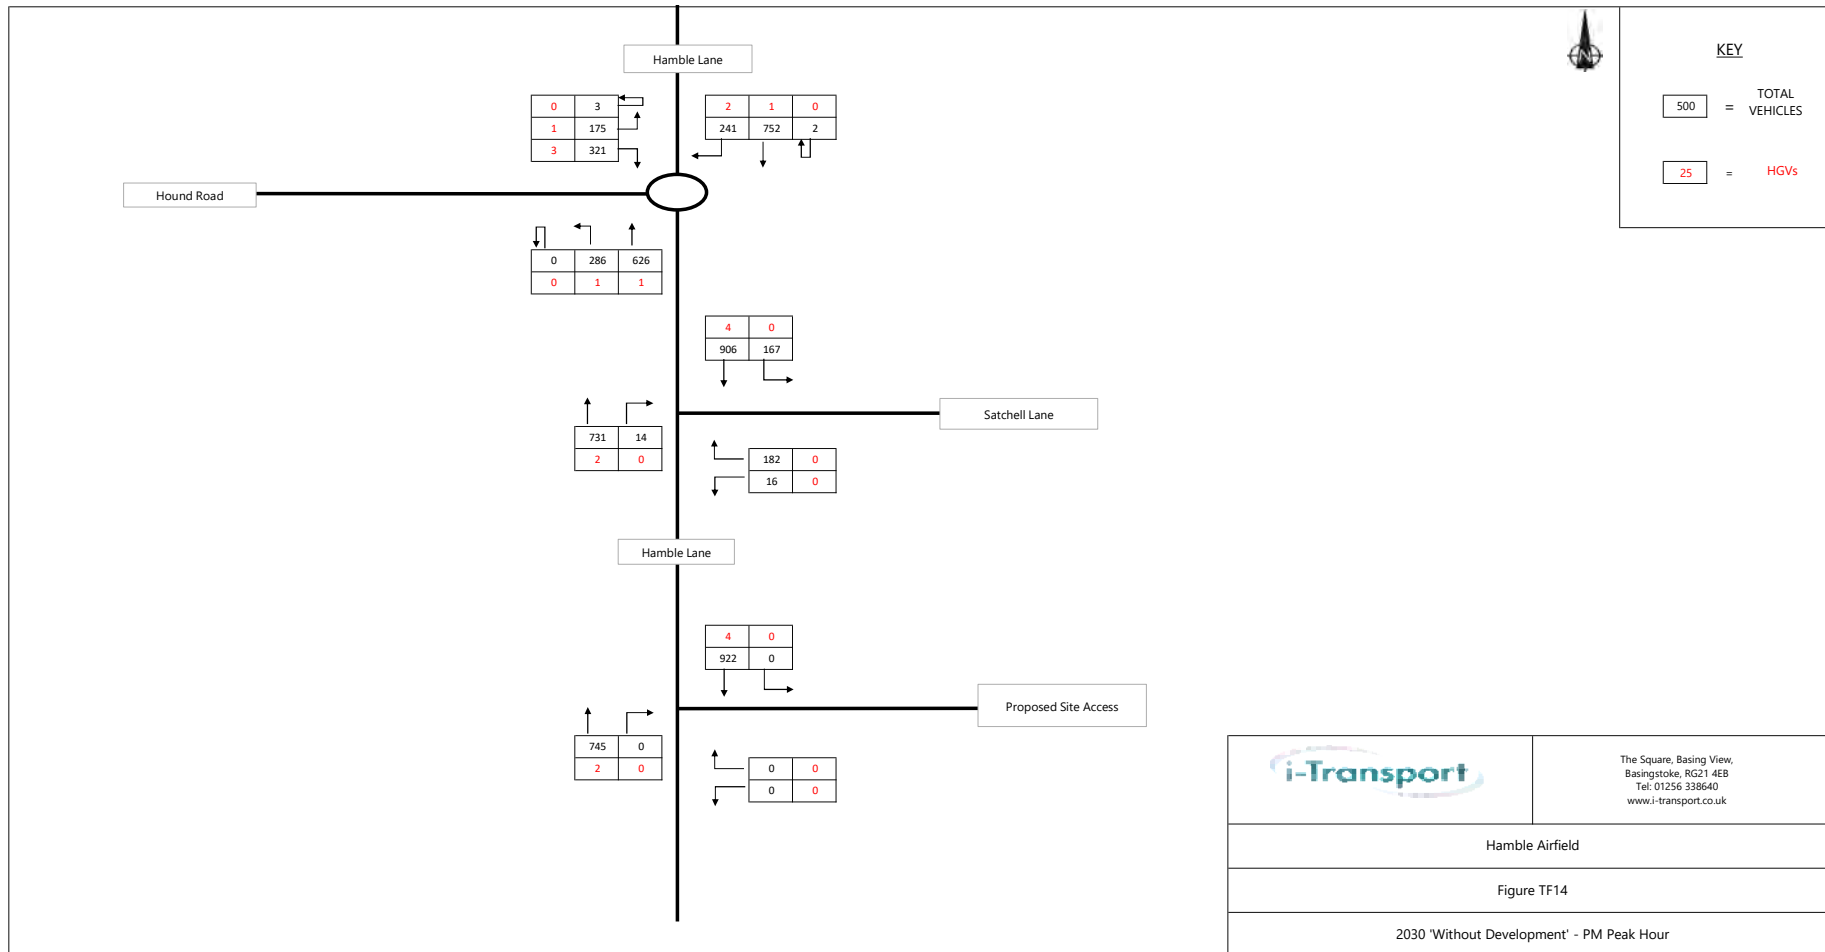 Hamble Lane
KEY
500 = TOTAL VEHICLES
25 = HGVs
0 3
1 175
3 321
2 1 0
241 752 2
Hound Road
0 286 626
0 1 1
4 0
906 167
Satchell Lane
731 14
2 0
182 0
16 0
Hamble Lane
4 0
922 0
Proposed Site Access
745 0
2 0
0 0
0 0
i-Transport
The Square, Basing View,
Basingstoke, RG21 4EB
Tel: 01256 338640
www.i-transport.co.uk
Hamble Airfield
Figure TF14
2030 'Without Development' - PM Peak Hour